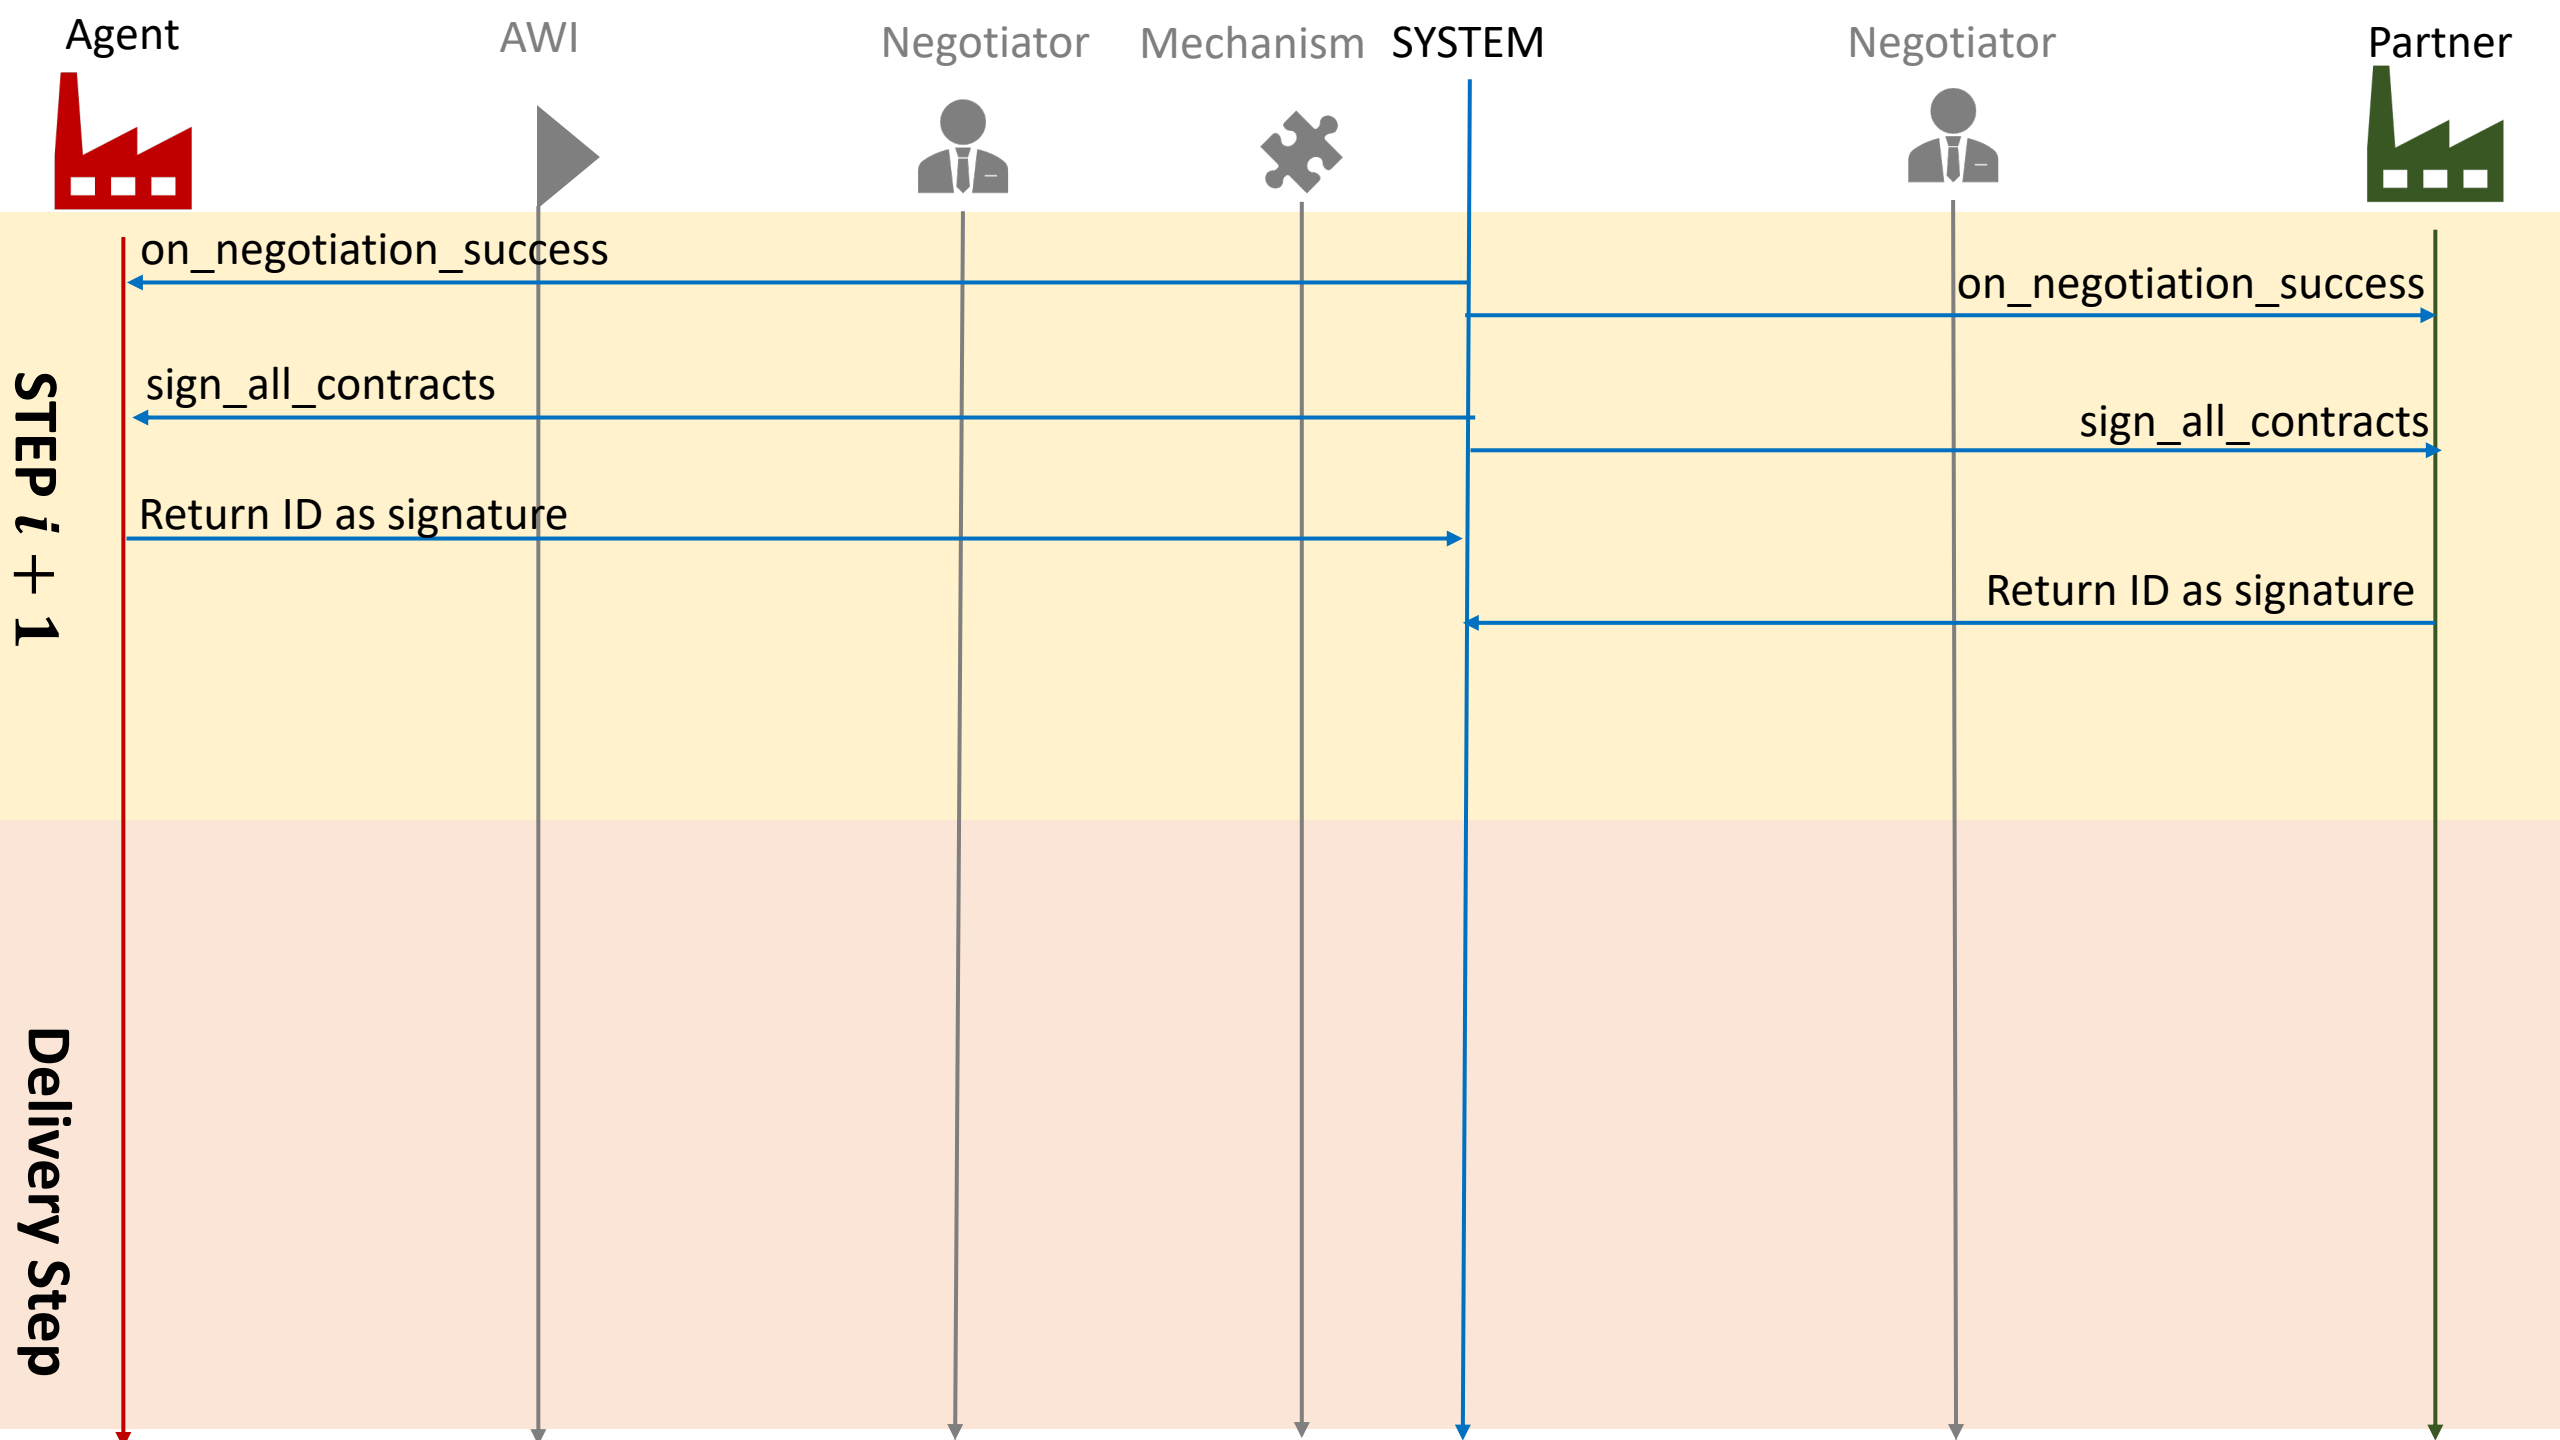 Agent
AWI
Negotiator
Mechanism
SYSTEM
Negotiator
Partner
on_negotiation_success
on_negotiation_success
sign_all_contracts
sign_all_contracts
Return ID as signature
Return ID as signature
STEP i + 1
Delivery Step